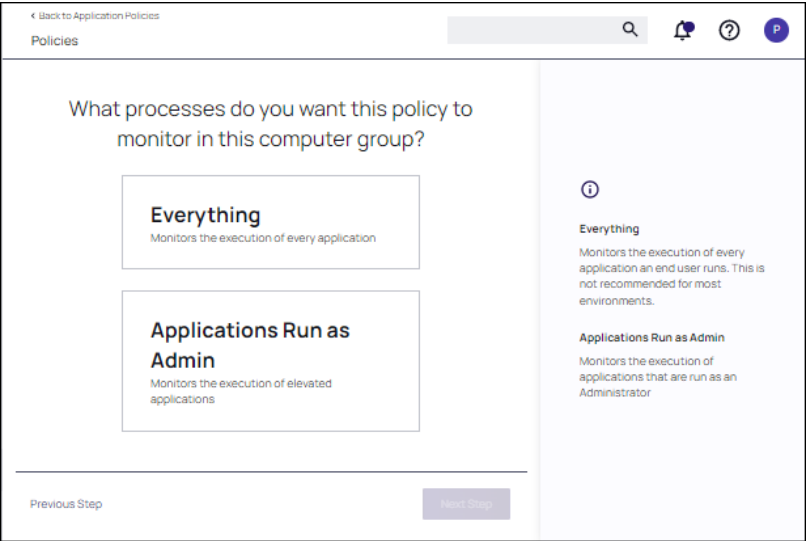 Back to Application Policies
Policies
P
What processes do you want this policy to
monitor in this computer group?
Everything
Monitors the execution of every application
Applications Run as
Admin
Monitors the execution of elevated
applications
Previous Step
Next Step
Everything
Monitors the execution of every
application an end user runs. This is
not recommended for most
environments.
Applications Run as Admin
Monitors the execution of
applications that are run as an
Administrator